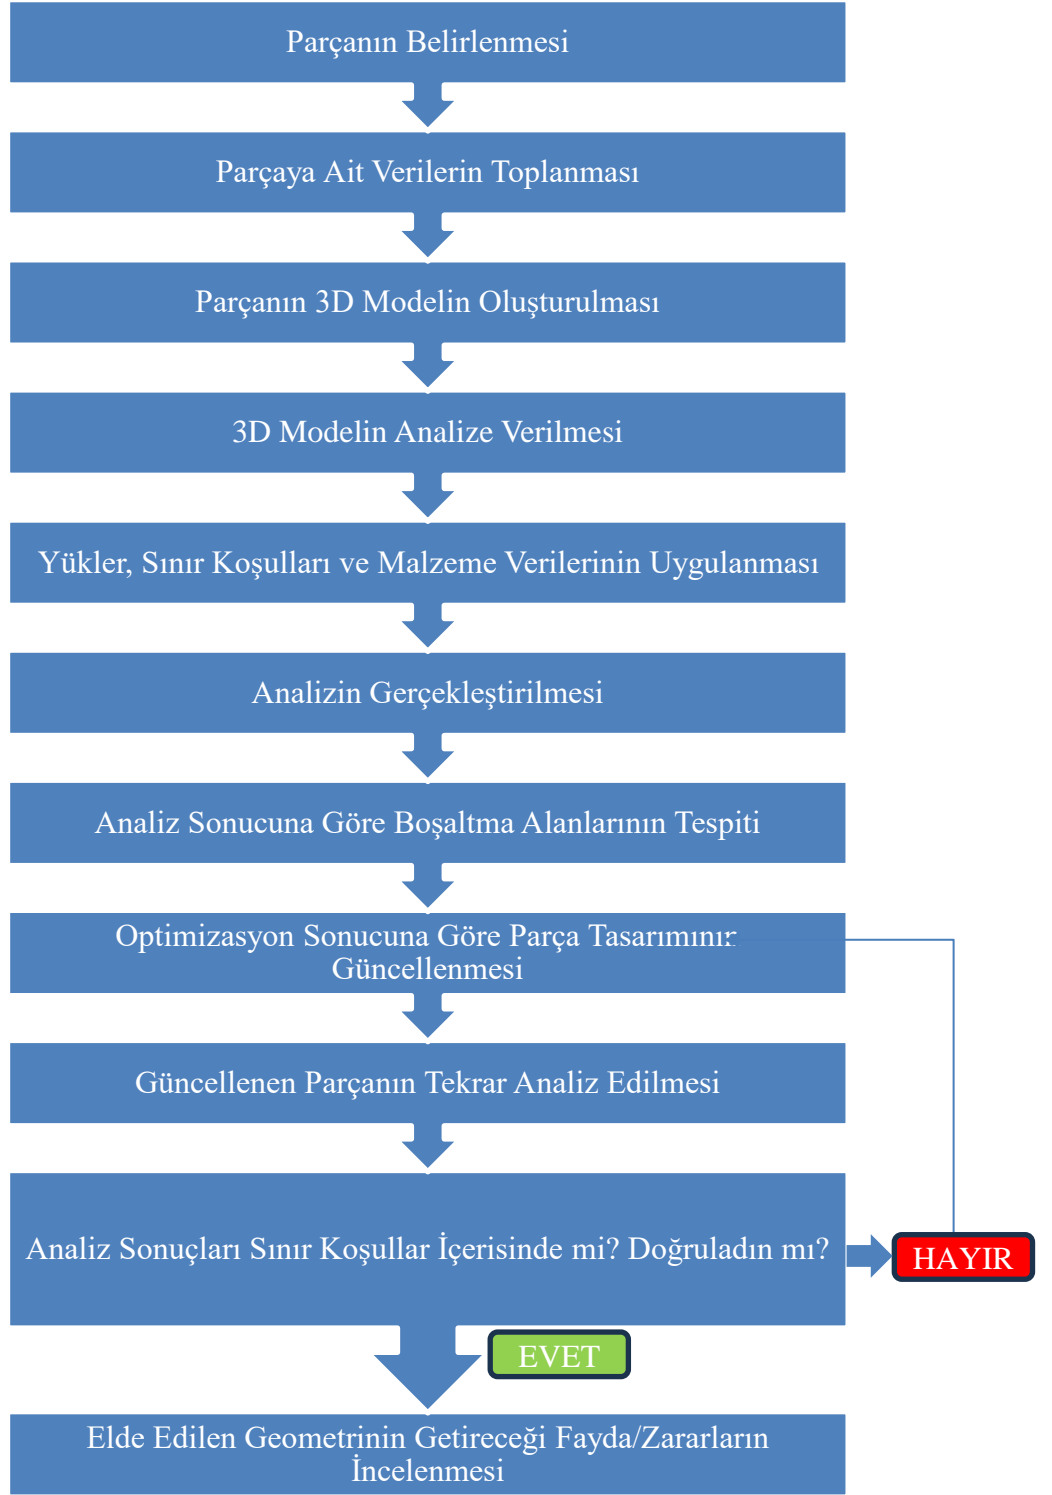 Parçanın Belirlenmesi
Parçaya Ait Verilerin Toplanması
Parçanın 3D Modelin Oluşturulması
3D Modelin Analize Verilmesi
Yükler, Sınır Koşulları ve Malzeme Verilerinin Uygulanması
Analizin Gerçekleştirilmesi
Analiz Sonucuna Göre Boşaltma Alanlarının Tespiti
Optimizasyon Sonucuna Göre Parça Tasarımının
Güncellenmesi
Güncellenen Parçanın Tekrar Analiz Edilmesi
Analiz Sonuçları Sınır Koşullar İçerisinde mi? Doğruladın mı?
HAYIR
EVET
Elde Edilen Geometrinin Getireceği Fayda/Zararların
İncelenmesi